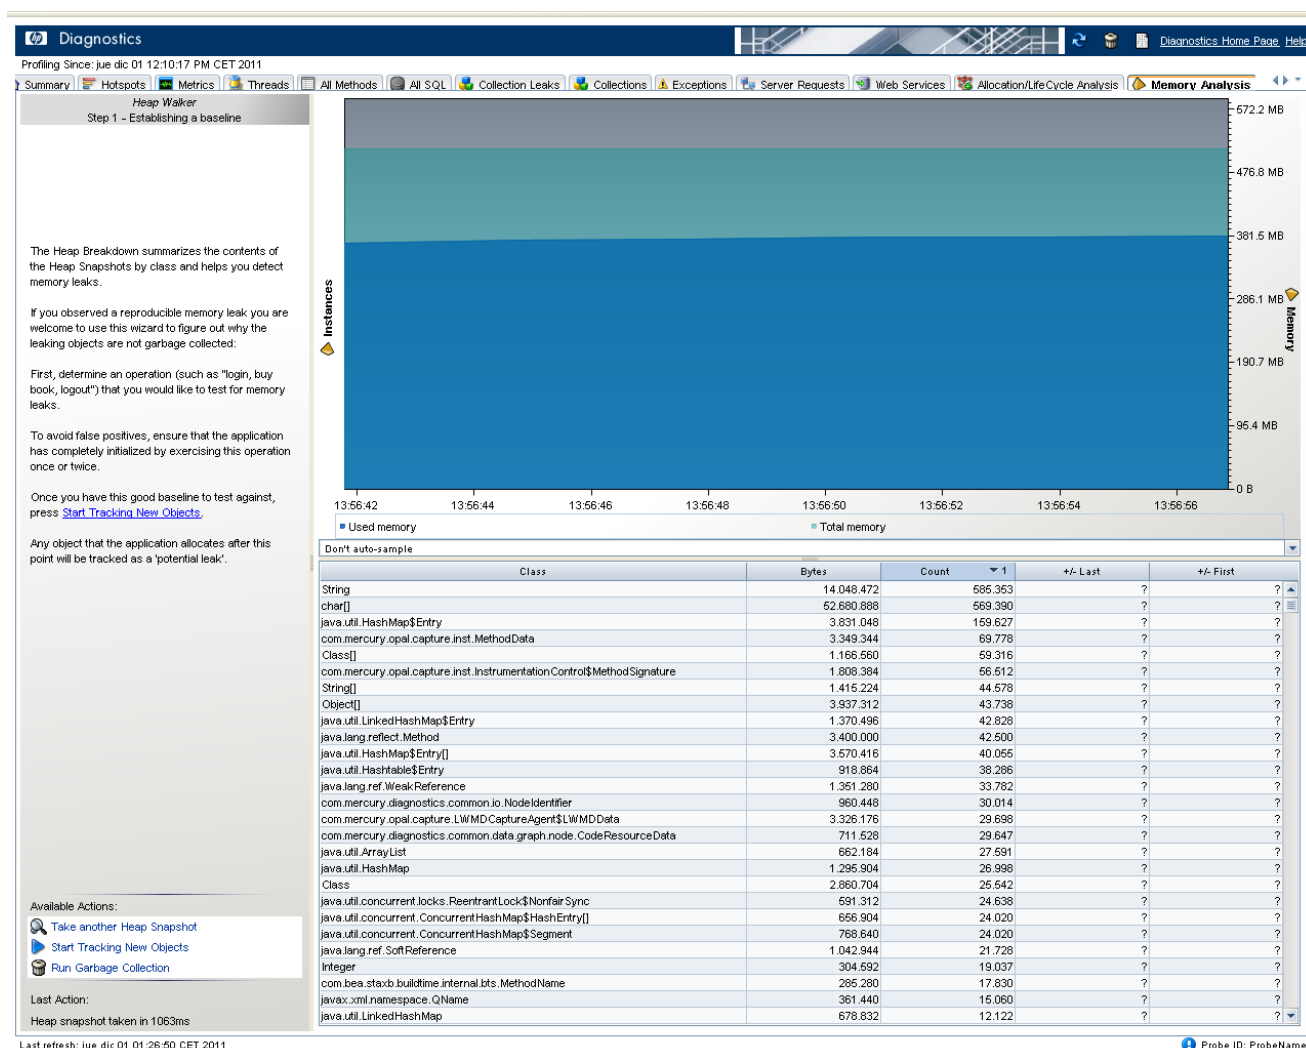 hp Diagnostics
Diagnostics Home Page Help
Profiling Since: jue dic 01 12:10:17 PM CET 2011
Summary Hotspots Metrics Threads All Methods All SQL Collection Leaks Collections Exceptions Server Requests Web Services Allocation/LifeCycle Analysis Memory Analysis
Heap Walker
Step 1 - Establishing a baseline
The Heap Breakdown summarizes the contents of
the Heap Snapshots by class and helps you detect
memory leaks.
If you observed a reproducible memory leak you are
welcome to use this wizard to figure out why the
leaking objects are not garbage collected:
First, determine an operation (such as "login, buy
book, logout") that you would like to test for memory
leaks.
To avoid false positives, ensure that the application
has completely initialized by exercising this operation
once or twice.
Once you have this good baseline to test against,
press Start Tracking New Objects.
Any object that the application allocates after this
point will be tracked as a 'potential leak'.
Available Actions:
Take another Heap Snapshot
Start Tracking New Objects
Run Garbage Collection
Last Action:
Heap snapshot taken in 1063ms
Instances
572.2 MB
476.8 MB
381.5 MB
286.1 MB
190.7 MB
95.4 MB
0 B
Memory
13:56:42 13:56:44 13:56:46 13:56:48 13:56:50 13:56:52 13:56:54 13:56:56
Used memory Total memory
Don't auto-sample
Class Bytes Count 1 +/- Last +/- First
String 14.048.472 585.353 ? ?
char[] 52.680.888 569.390 ? ?
java.util.HashMap$Entry 3.831.048 159.627 ? ?
com.mercury.opal.capture.inst.MethodData 3.349.344 69.778 ? ?
Class[] 1.166.560 59.316 ? ?
com.mercury.opal.capture.inst.InstrumentationControl$MethodSignature 1.808.384 56.512 ? ?
String[] 1.415.224 44.578 ? ?
Object[] 3.937.312 43.738 ? ?
java.util.LinkedHashMap$Entry 1.370.496 42.828 ? ?
java.lang.reflect.Method 3.400.000 42.500 ? ?
java.util.HashMap$Entry[] 3.570.416 40.055 ? ?
java.util.Hashtable$Entry 918.864 38.286 ? ?
java.lang.ref.WeakReference 1.351.280 33.782 ? ?
com.mercury.diagnostics.common.io.NodeIdentifier 960.448 30.014 ? ?
com.mercury.opal.capture.LWMDCaptureAgent$LWMDData 3.326.176 29.698 ? ?
com.mercury.diagnostics.common.data.graph.node.CodeResourceData 711.528 29.647 ? ?
java.util.ArrayList 662.184 27.591 ? ?
java.util.HashMap 1.295.904 26.998 ? ?
Class 2.860.704 25.542 ? ?
java.util.concurrent.locks.ReentrantLock$NonfairSync 591.312 24.638 ? ?
java.util.concurrent.ConcurrentHashMap$HashEntry[] 656.904 24.020 ? ?
java.util.concurrent.ConcurrentHashMap$Segment 768.640 24.020 ? ?
java.lang.ref.SoftReference 1.042.944 21.728 ? ?
Integer 304.592 19.037 ? ?
com.bea.staxb.buildtime.internal.bts.MethodName 285.280 17.830 ? ?
javax.xml.namespace.QName 361.440 15.060 ? ?
java.util.LinkedHashMap 678.832 12.122 ? ?
Last refresh: jue dic 01 01:26:50 CET 2011
Probe ID: ProbeName